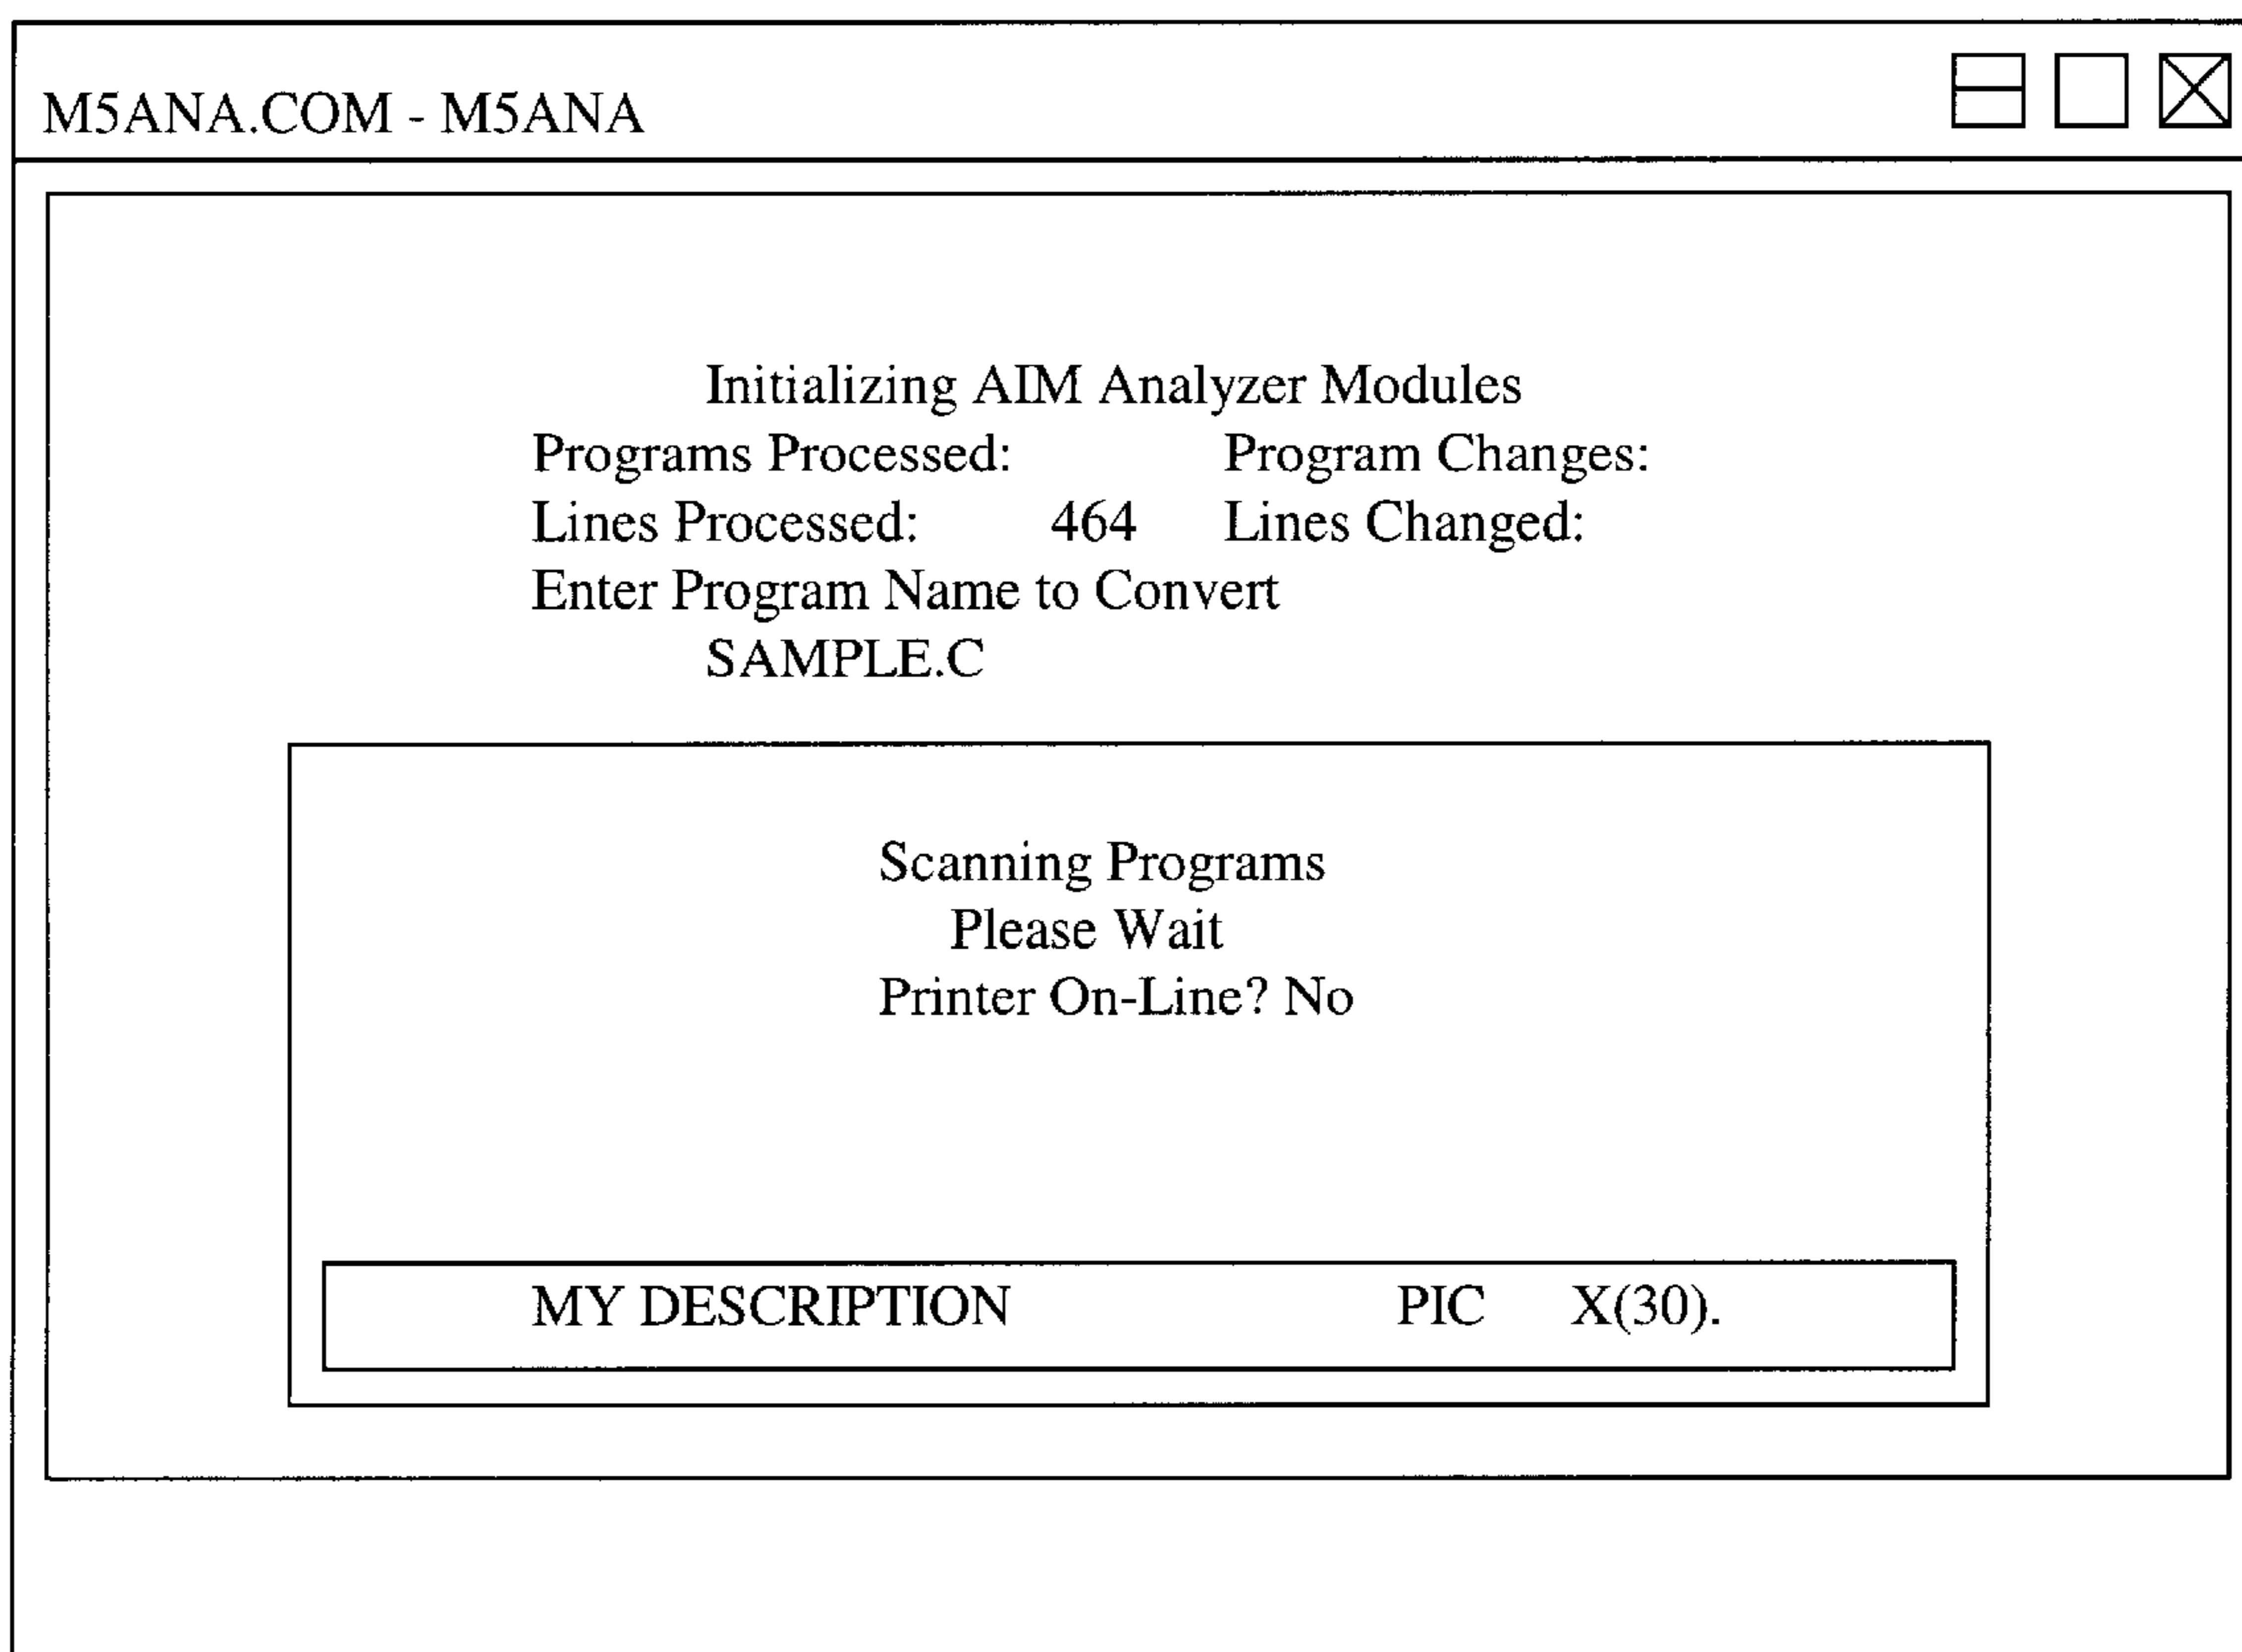 M5ANA.COM - M5ANA
Initializing AIM Analyzer Modules
Programs Processed: Program Changes:
Lines Processed: 464 Lines Changed:
Enter Program Name to Convert
SAMPLE.C
Scanning Programs
Please Wait
Printer On-Line? No
MY DESCRIPTION PIC X(30).